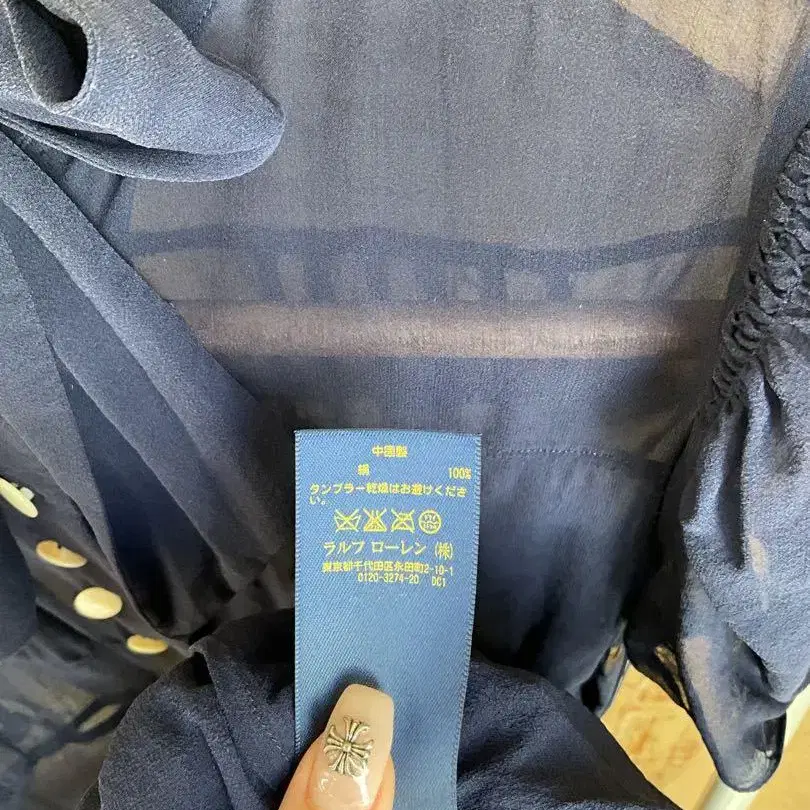 中国製
絹 100%
タンブラー乾燥はお避けくださ
い。
ラルフ ローレン (株)
東京都千代田区永田町2-10-1
0120-3274-20 DC1